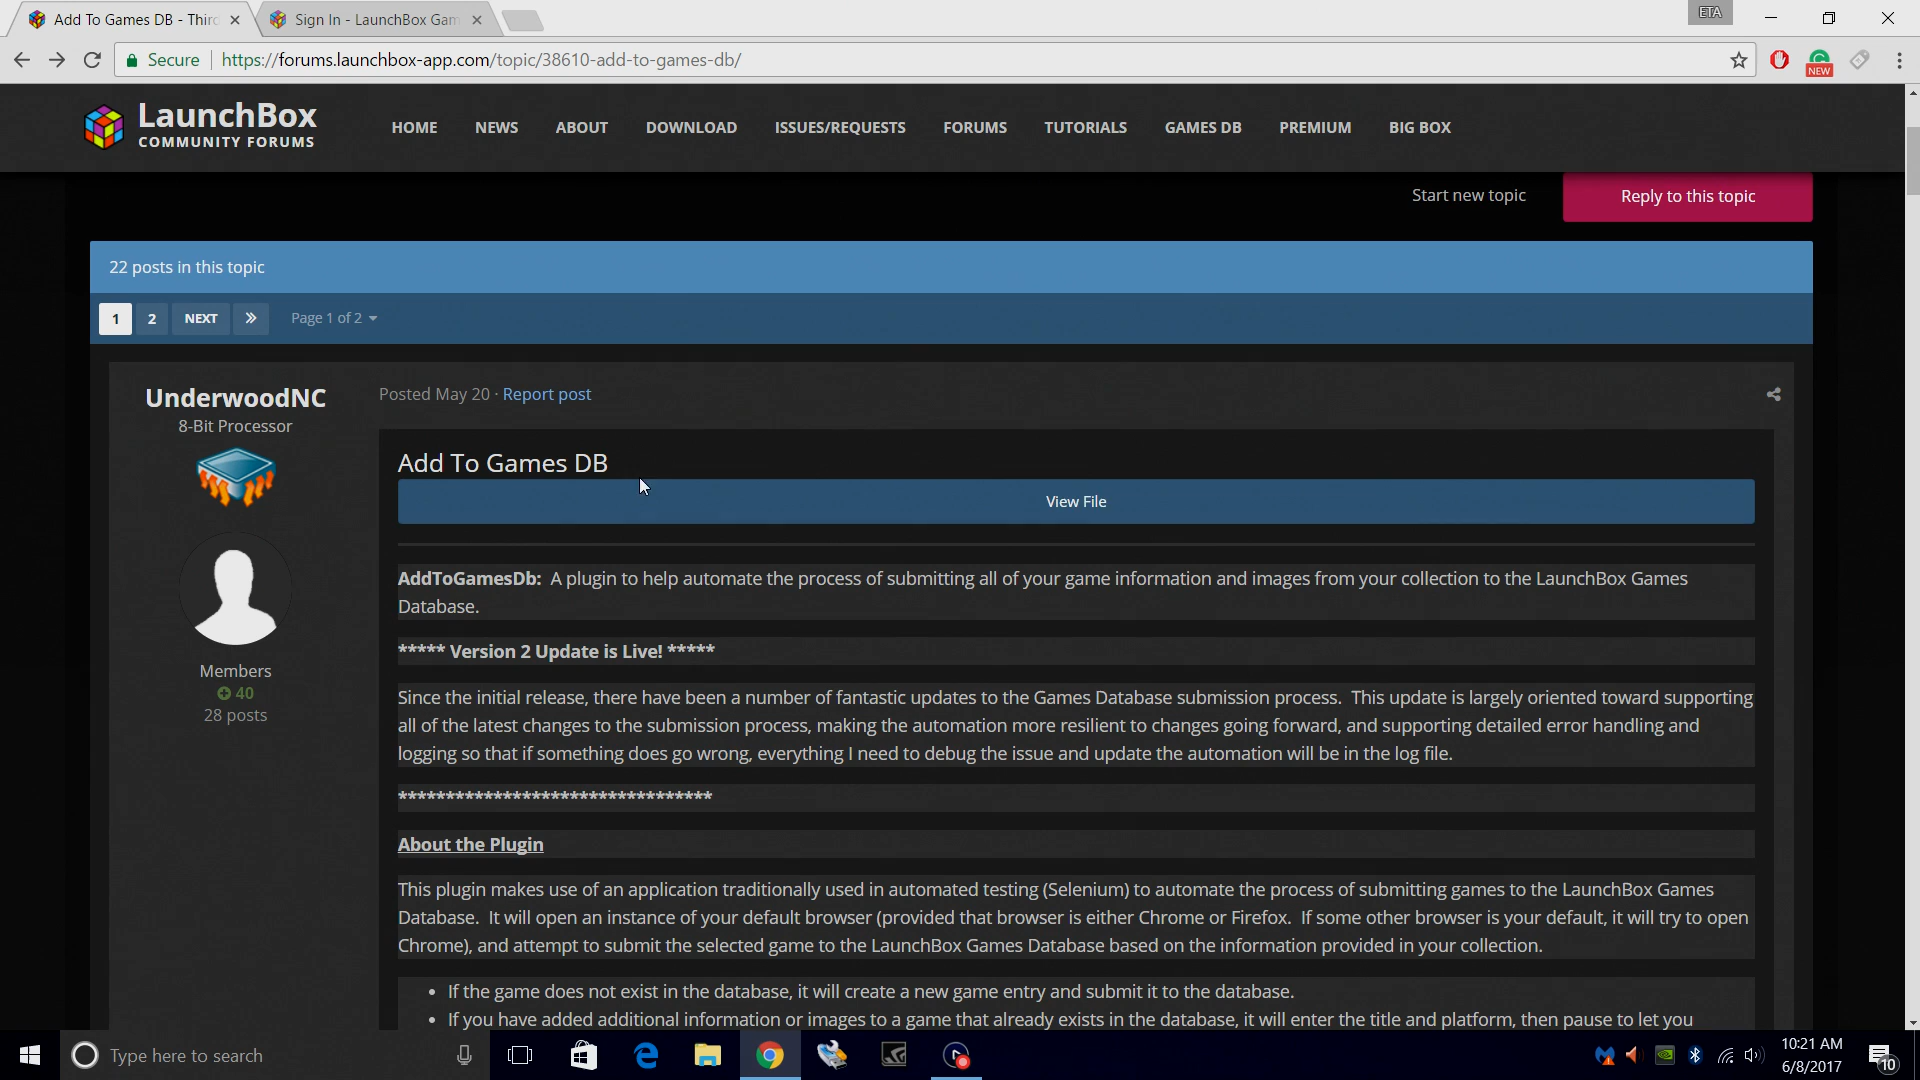 Add To Games DB - Third
Sign In - LaunchBox Gam
ETA
Secure
https://forums.launchbox-app.com/topic/38610-add-to-games-db/
NEW
LaunchBox
COMMUNITY FORUMS
HOME
NEWS
ABOUT
DOWNLOAD
ISSUES/REQUESTS
FORUMS
TUTORIALS
GAMES DB
PREMIUM
BIG BOX
Start new topic
Reply to this topic
22 posts in this topic
1
2
NEXT
Page 1 of 2
UnderwoodNC
8-Bit Processor
Members
40
28 posts
Posted May 20 · Report post
Add To Games DB
View File
AddToGamesDb: A plugin to help automate the process of submitting all of your game information and images from your collection to the LaunchBox Games
Database.
***** Version 2 Update is Live! *****
Since the initial release, there have been a number of fantastic updates to the Games Database submission process. This update is largely oriented toward supporting
all of the latest changes to the submission process, making the automation more resilient to changes going forward, and supporting detailed error handling and
logging so that if something does go wrong, everything I need to debug the issue and update the automation will be in the log file.
*********************************
About the Plugin
This plugin makes use of an application traditionally used in automated testing (Selenium) to automate the process of submitting games to the LaunchBox Games
Database. It will open an instance of your default browser (provided that browser is either Chrome or Firefox. If some other browser is your default, it will try to open
Chrome), and attempt to submit the selected game to the LaunchBox Games Database based on the information provided in your collection.
• If the game does not exist in the database, it will create a new game entry and submit it to the database.
• If you have added additional information or images to a game that already exists in the database, it will enter the title and platform, then pause to let you
Type here to search
10:21 AM
6/8/2017
10